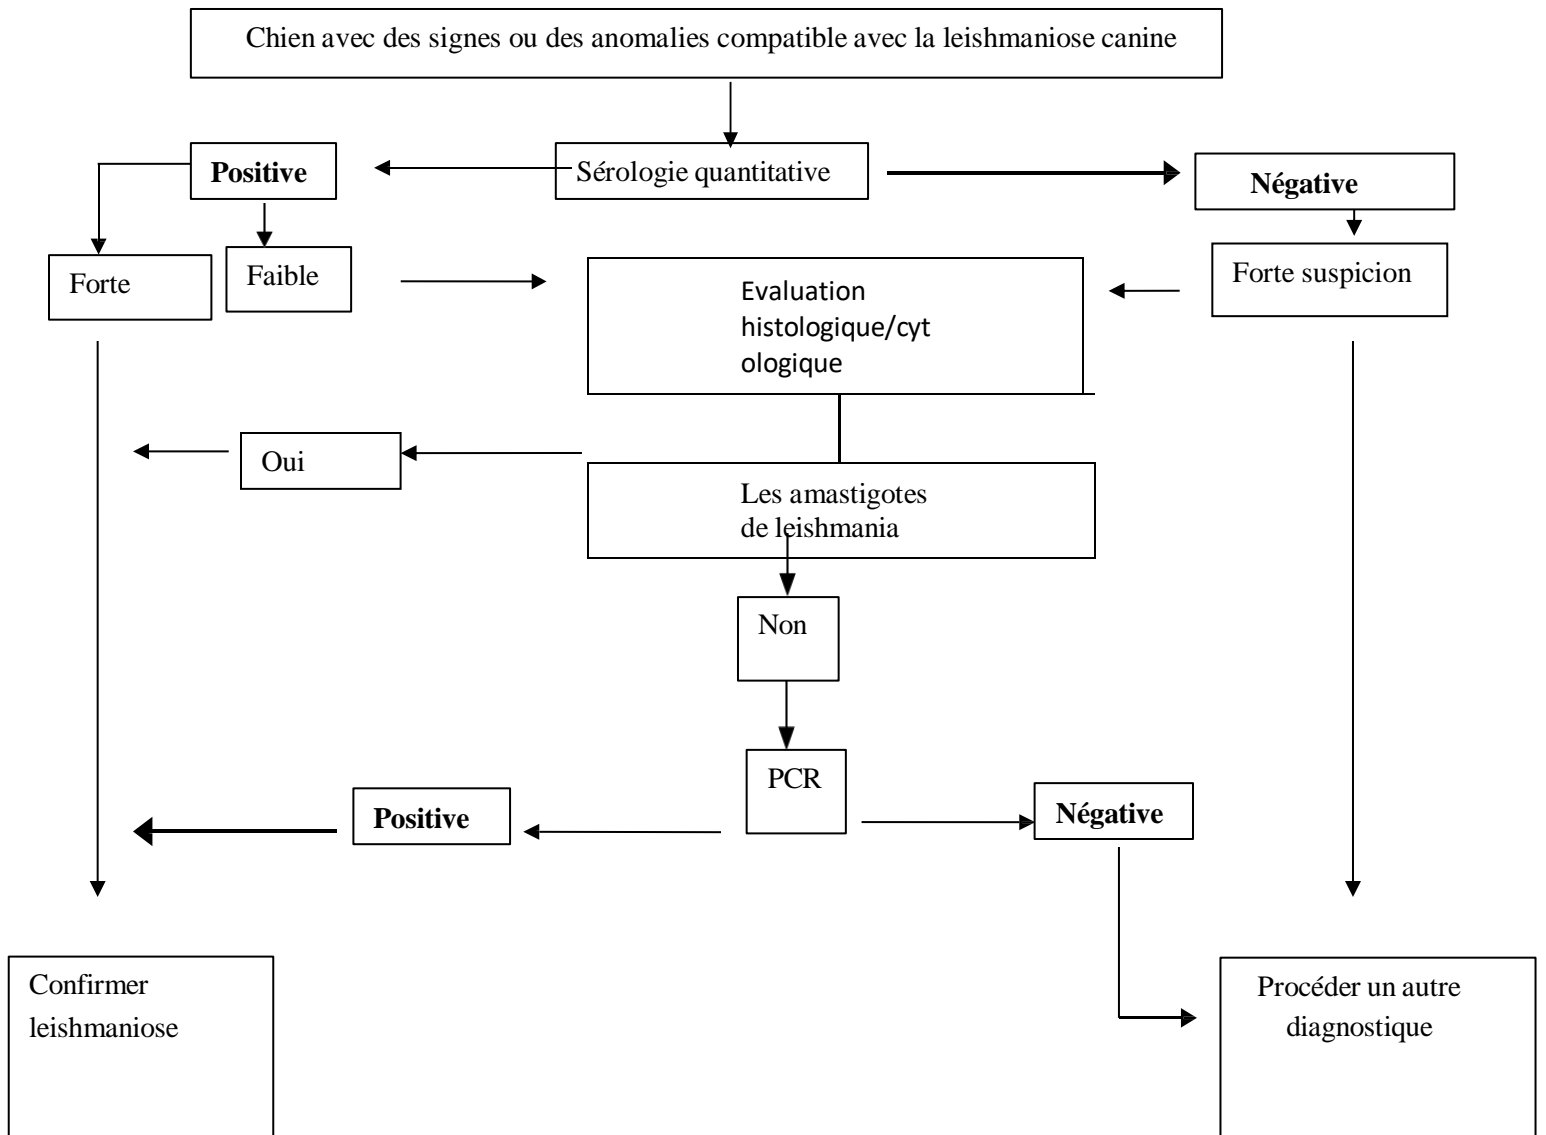 Chien avec des signes ou des anomalies compatible avec la leishmaniose canine
Positive
Sérologie quantitative
Négative
Forte
Faible
Evaluation
histologique/cyt
ologique
Forte suspicion
Oui
Les amastigotes
de leishmania
Non
PCR
Positive
Négative
Confirmer
leishmaniose
Procéder un autre
diagnostique